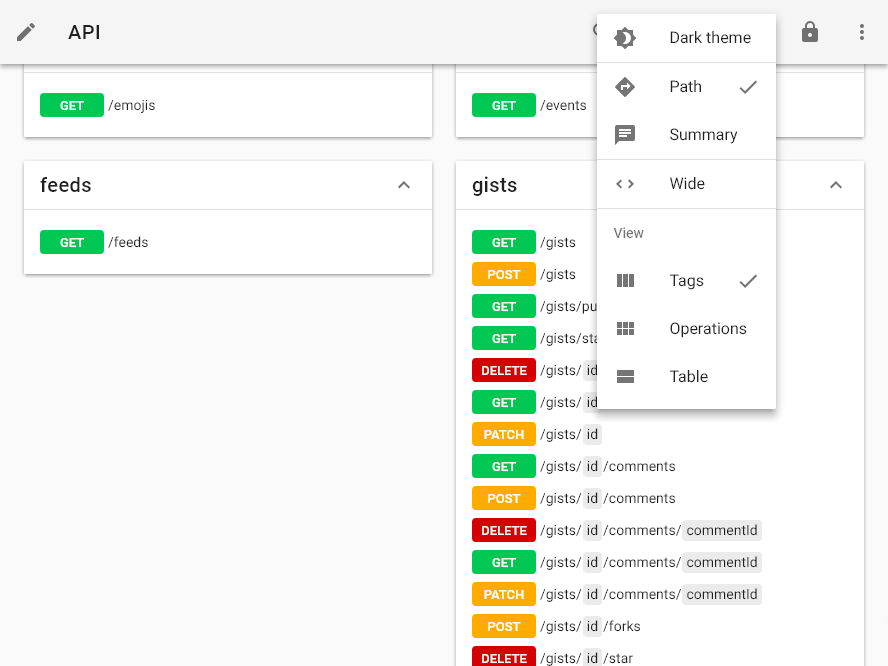 API
GET /emojis
GET /events
feeds
GET /feeds
gists
GET /gists
POST /gists
GET /gists/pu
GET /gists/sta
DELETE /gists/ id
GET /gists/ id
PATCH /gists/ id
GET /gists/ id /comments
POST /gists/ id /comments
DELETE /gists/ id /comments/ commentId
GET /gists/ id /comments/ commentId
PATCH /gists/ id /comments/ commentId
POST /gists/ id /forks
DELETE /gists/ id /star
Dark theme
Path
Summary
Wide
View
Tags
Operations
Table